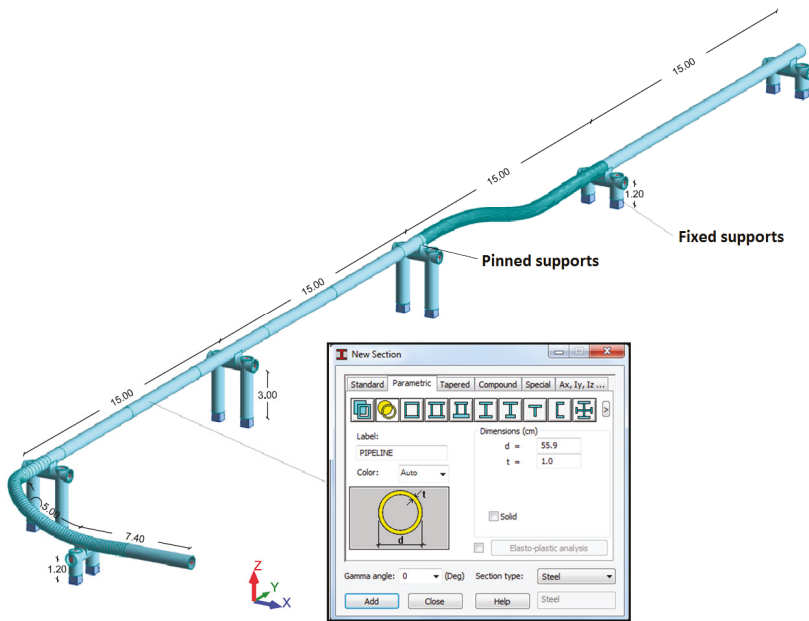 15.00
15.00
1.20
Fixed supports
Pinned supports
15.00
15.00
3.00
5.00
7.40
1.20
Z
Y
X
New Section
Standard Parametric Tapered Compound Special Ax, Iy, Iz ...
>
Label:
PIPELINE
Color: Auto
Dimensions (cm)
d = 55.9
t = 1.0
t
d
Solid
Elasto-plastic analysis
Gamma angle: 0 (Deg) Section type: Steel
Add Close Help Steel